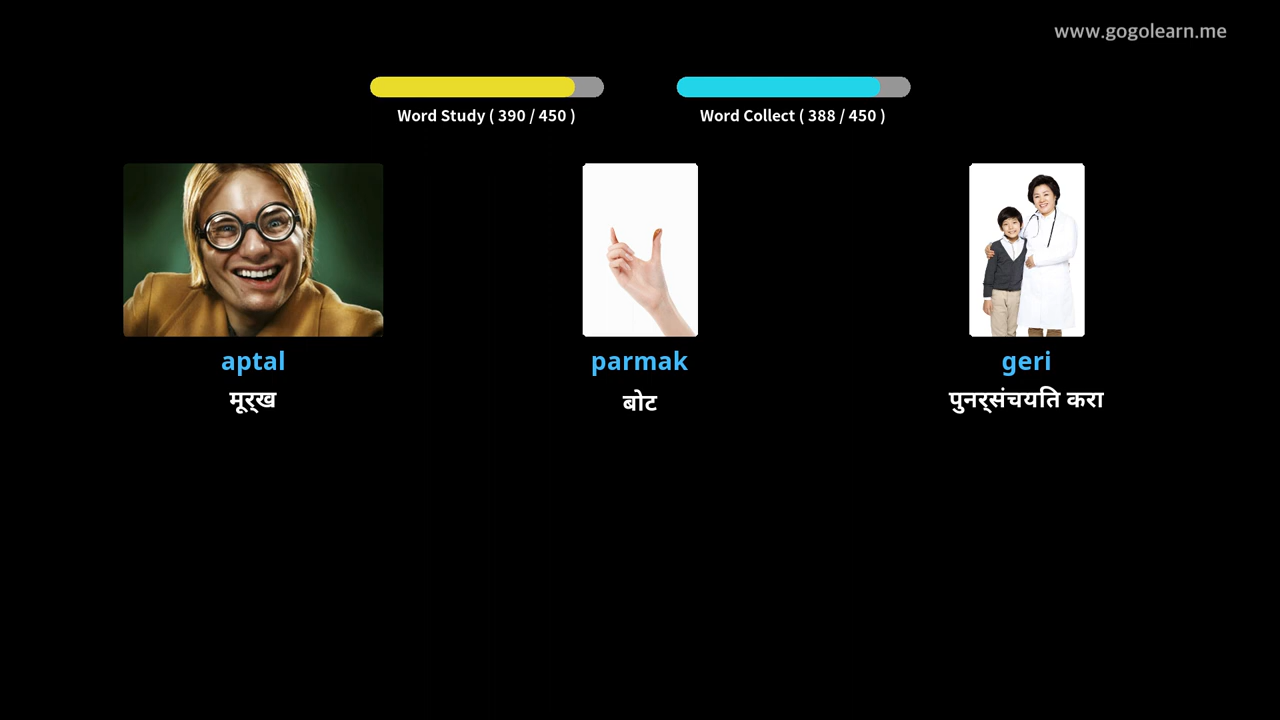 www.gogolearn.me
Word Study ( 390 / 450 )
Word Collect ( 388 / 450 )
aptal
parmak
geri
मूर्ख
बोट
पुनर्संचयति करा